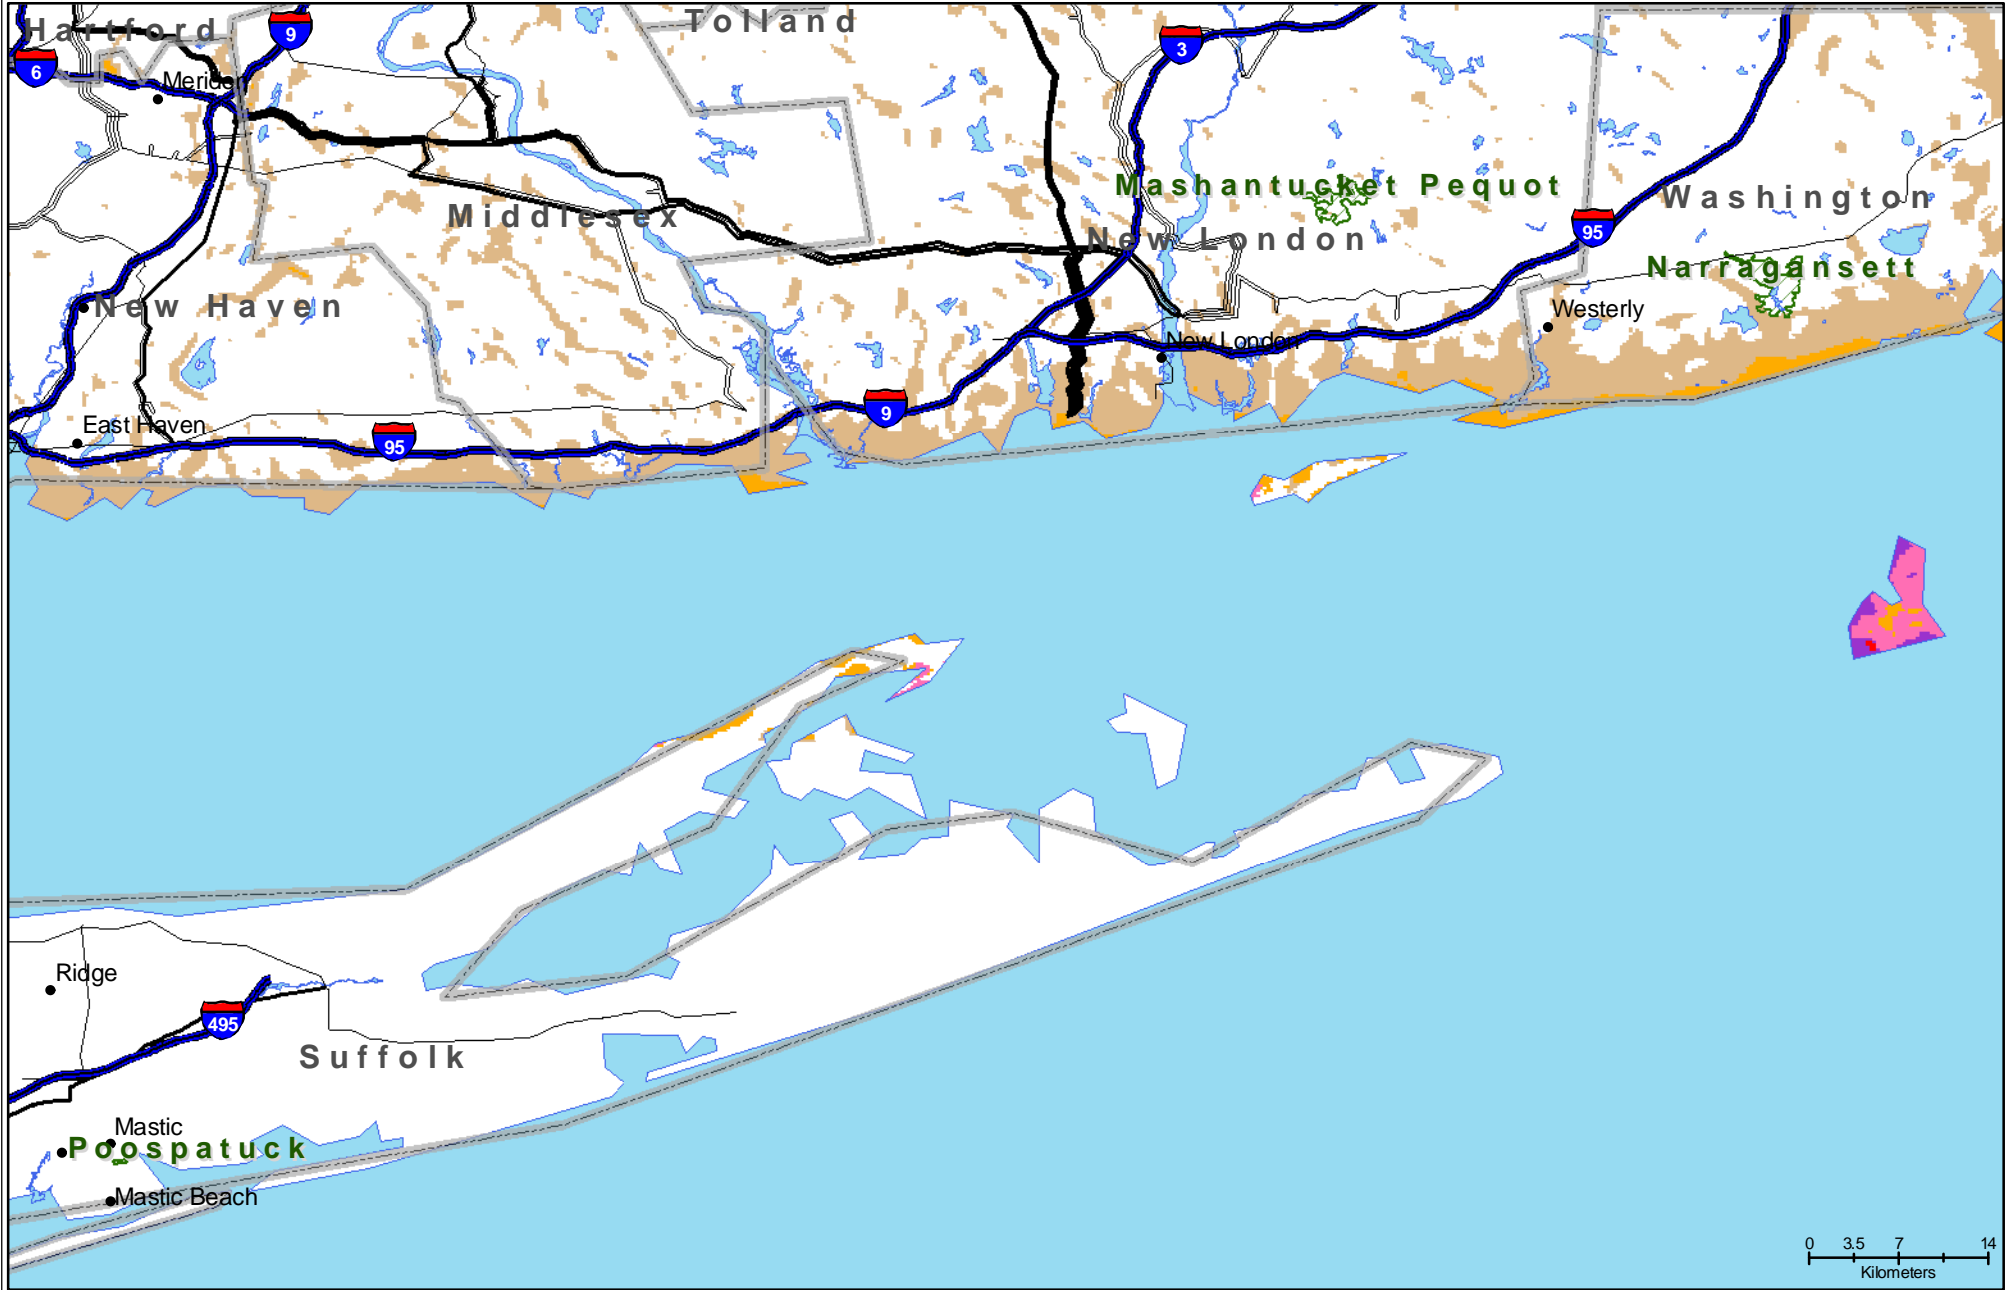 Hartford
Tolland
9
3
6
Meriden
Mashantucket Pequot
Washington
Middlesex
95
New London
Narragansett
New Haven
Westerly
New London
9
East Haven
95
Ridge
495
Suffolk
Mastic
Poospatuck
Mastic Beach
0 3.5 7 14
Kilometers